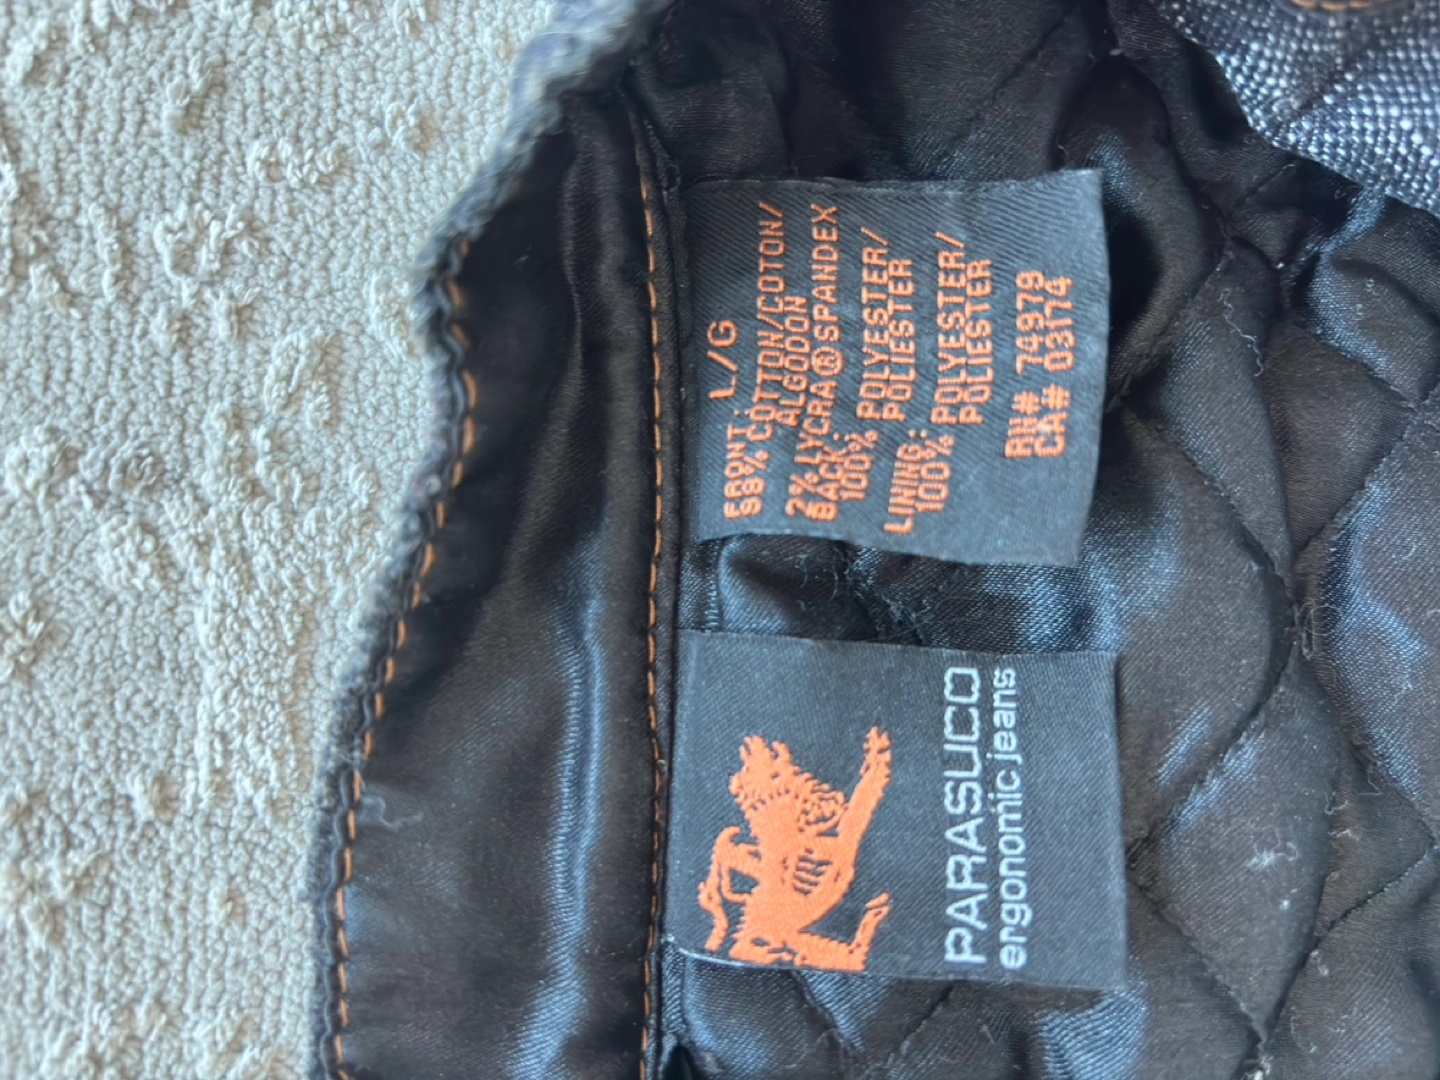 L/G
FRONT:
98% COTTON/COTON/
ALGODON
2% LYCRA® SPANDEX
BACK:
100% POLYESTER/
POLIESTER
LINING:
100% POLYESTER/
POLIESTER
RN# 74979
CA# 03174
PARASUCO
ergonomic jeans